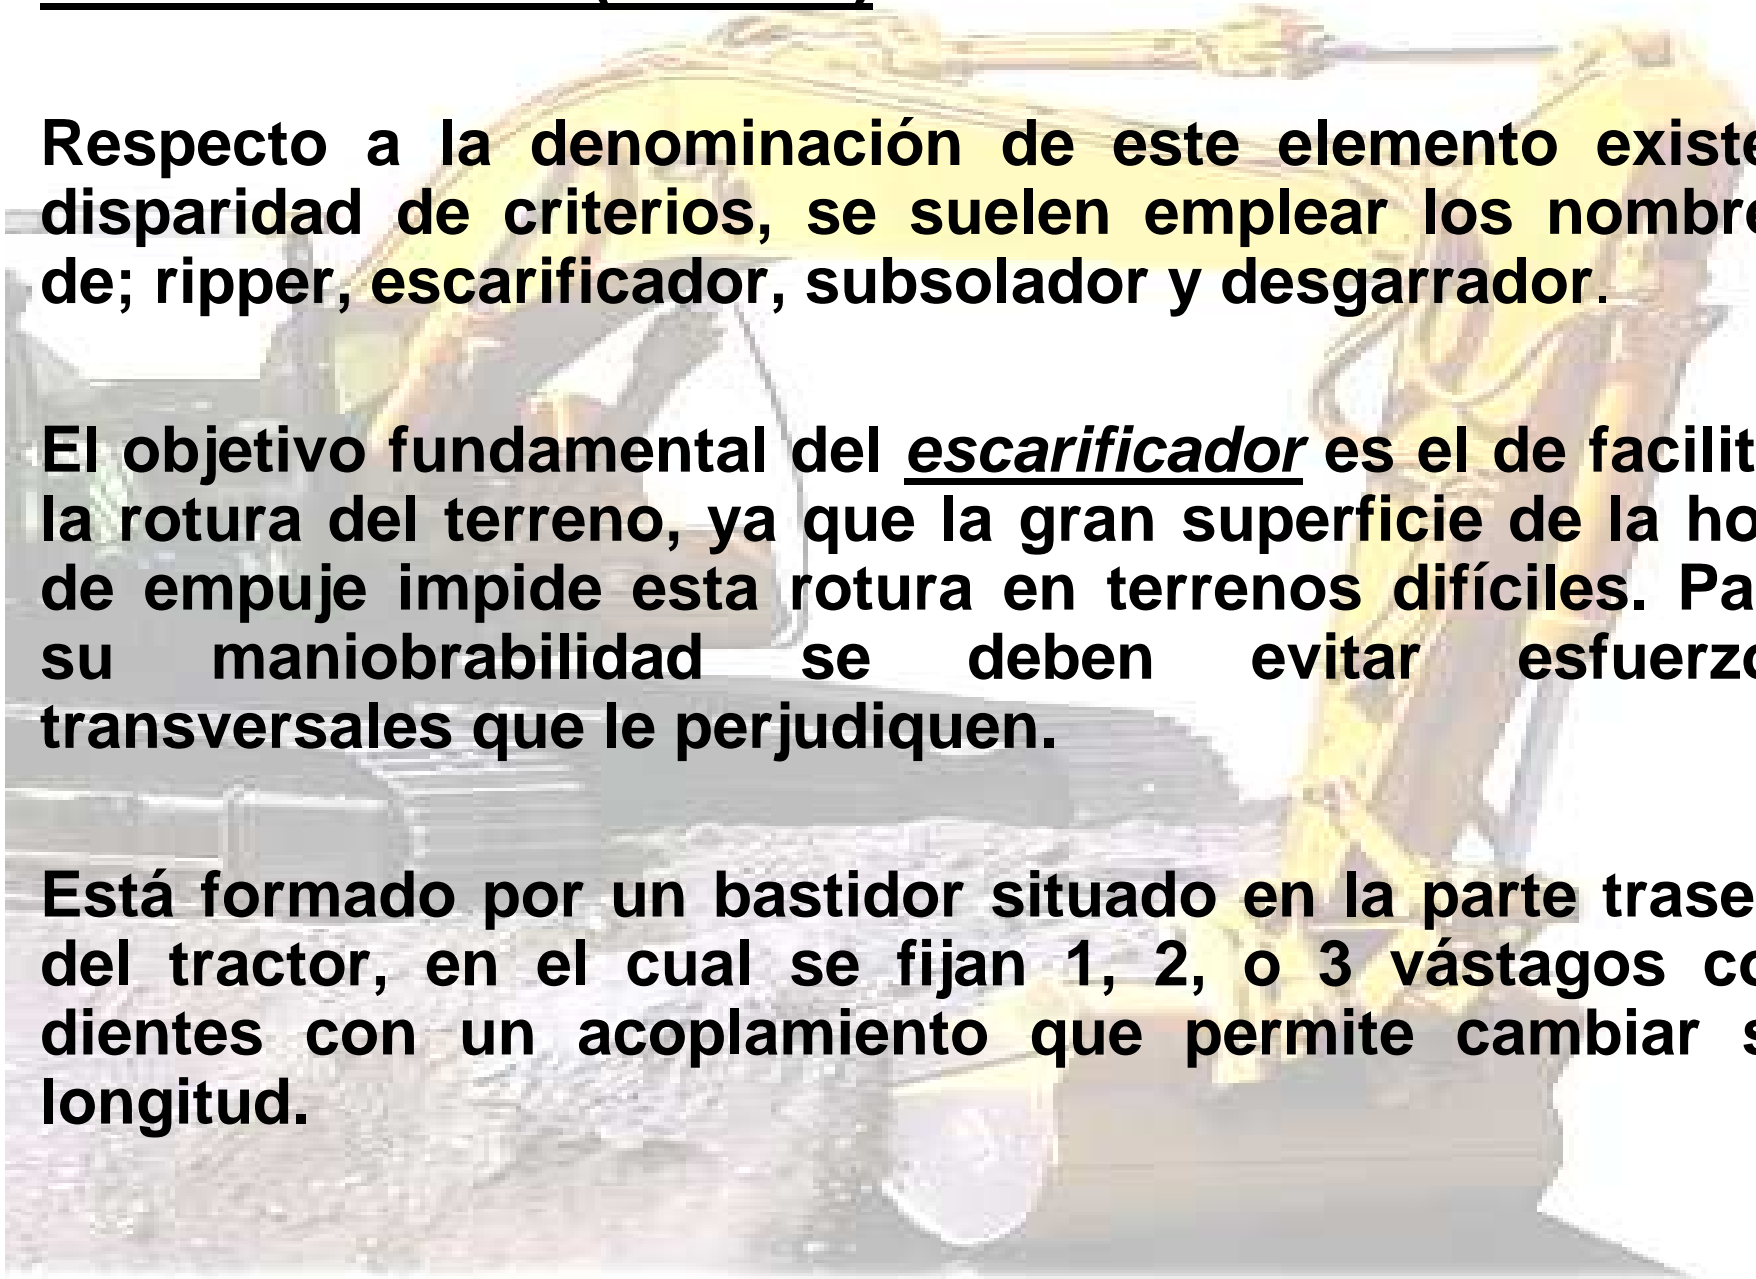 Respecto a la denominación de este elemento existe
disparidad de criterios, se suelen emplear los nombre
de; ripper, escarificador, subsolador y desgarrador.
El objetivo fundamental del escarificador es el de facilit
la rotura del terreno, ya que la gran superficie de la ho
de empuje impide esta rotura en terrenos difíciles. Pa
su maniobrabilidad se deben evitar esfuerzo
transversales que le perjudiquen.
Está formado por un bastidor situado en la parte trase
del tractor, en el cual se fijan 1, 2, o 3 vástagos co
dientes con un acoplamiento que permite cambiar s
longitud.